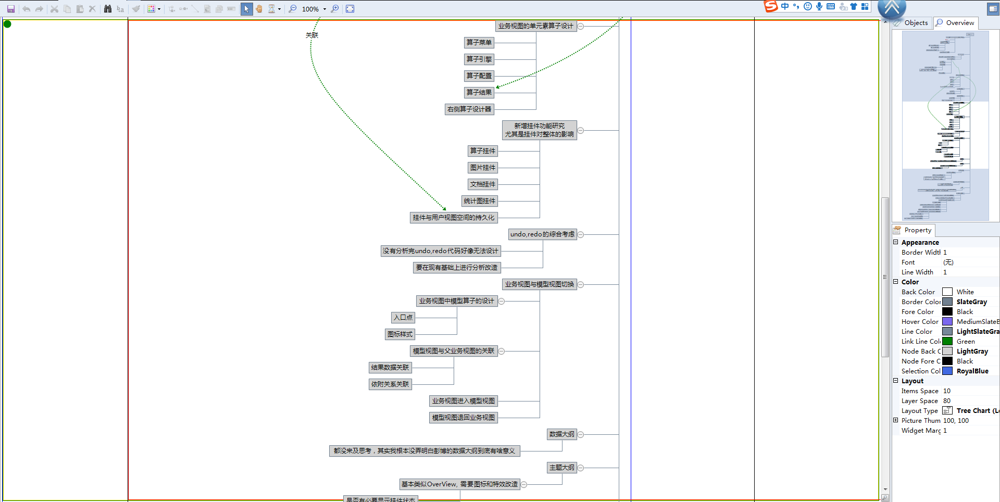 100%
中
Objects
Overview
关联
业务视图的单元素算子设计
算子菜单
算子引擎
算子配置
算子结果
右侧算子设计器
新增挂件功能研究
尤其是挂件对整体的影响
算子挂件
图片挂件
文档挂件
统计图挂件
挂件与用户视图空间的持久化
undo,redo的综合考虑
没有分析完undo,redo代码好像无法设计
要在现有基础上进行分析改造
业务视图与模型视图切换
业务视图中模型算子的设计
入口点
图标样式
模型视图与父业务视图的关联
结果数据关联
依附关系关联
业务视图进入模型视图
模型视图退回业务视图
数据大纲
都没来及思考，其实我根本没弄明白彭博的数据大纲到底有啥意义
主题大纲
基本类似OverView, 需要图标和特效改造
是否有必要显示挂件状态
Property
Appearance
Border Widtl 1
Font (无)
Line Width 1
Color
Back Color White
Border Color SlateGray
Fore Color Black
Hover Color MediumSlateB
Line Color LightSlateGra
Link Line Col Green
Node Back C LightGray
Node Fore C Black
Selection Col RoyalBlue
Layout
Items Space 10
Layer Space 80
Layout Type Tree Chart (L
Picture Thum 100, 100
Widget Marg 1